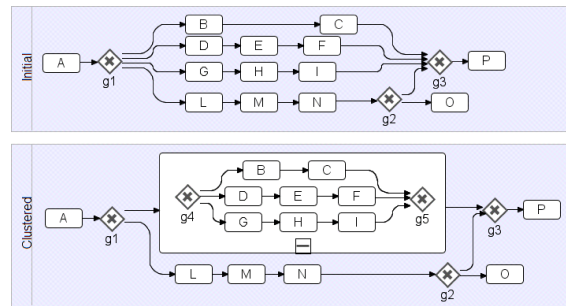 Initial
B C
D E F
A g1 G H I g3 P
L M N g2 O
Clustered
B C
g4 D E F g5
A g1 G H I g3 P
L M N g2 O